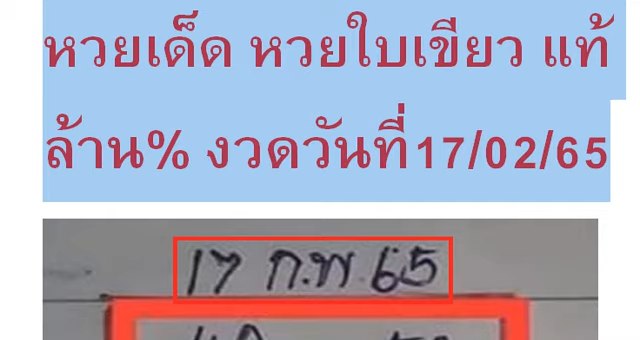 หวยเด็ด หวยใบเขียว แท้
ล้าน% งวดวันที่17/02/65
17 ก.พ. 65